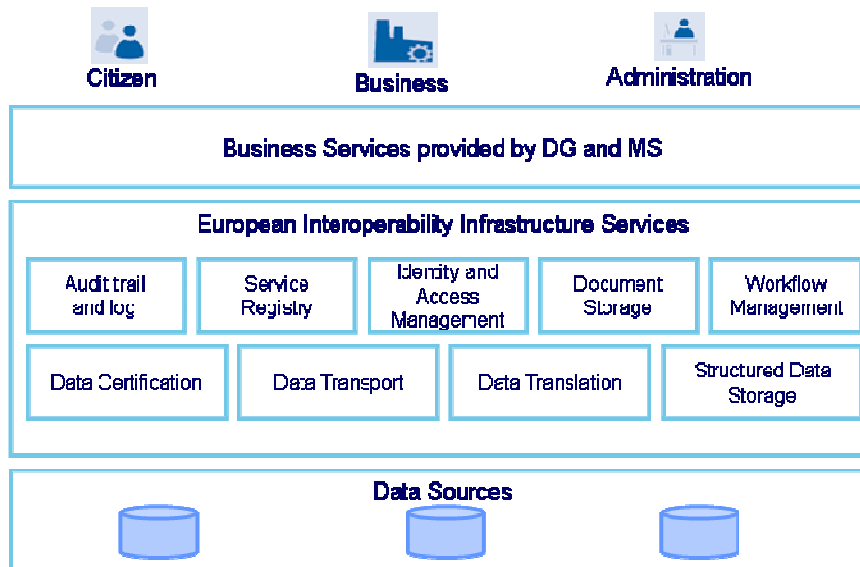 Citizen
Business
Administration
Business Services provided by DG and MS
European Interoperability Infrastructure Services
Audit trail
and log
Service
Registry
Identity and
Access
Management
Document
Storage
Workflow
Management
Data Certification
Data Transport
Data Translation
Structured Data
Storage
Data Sources